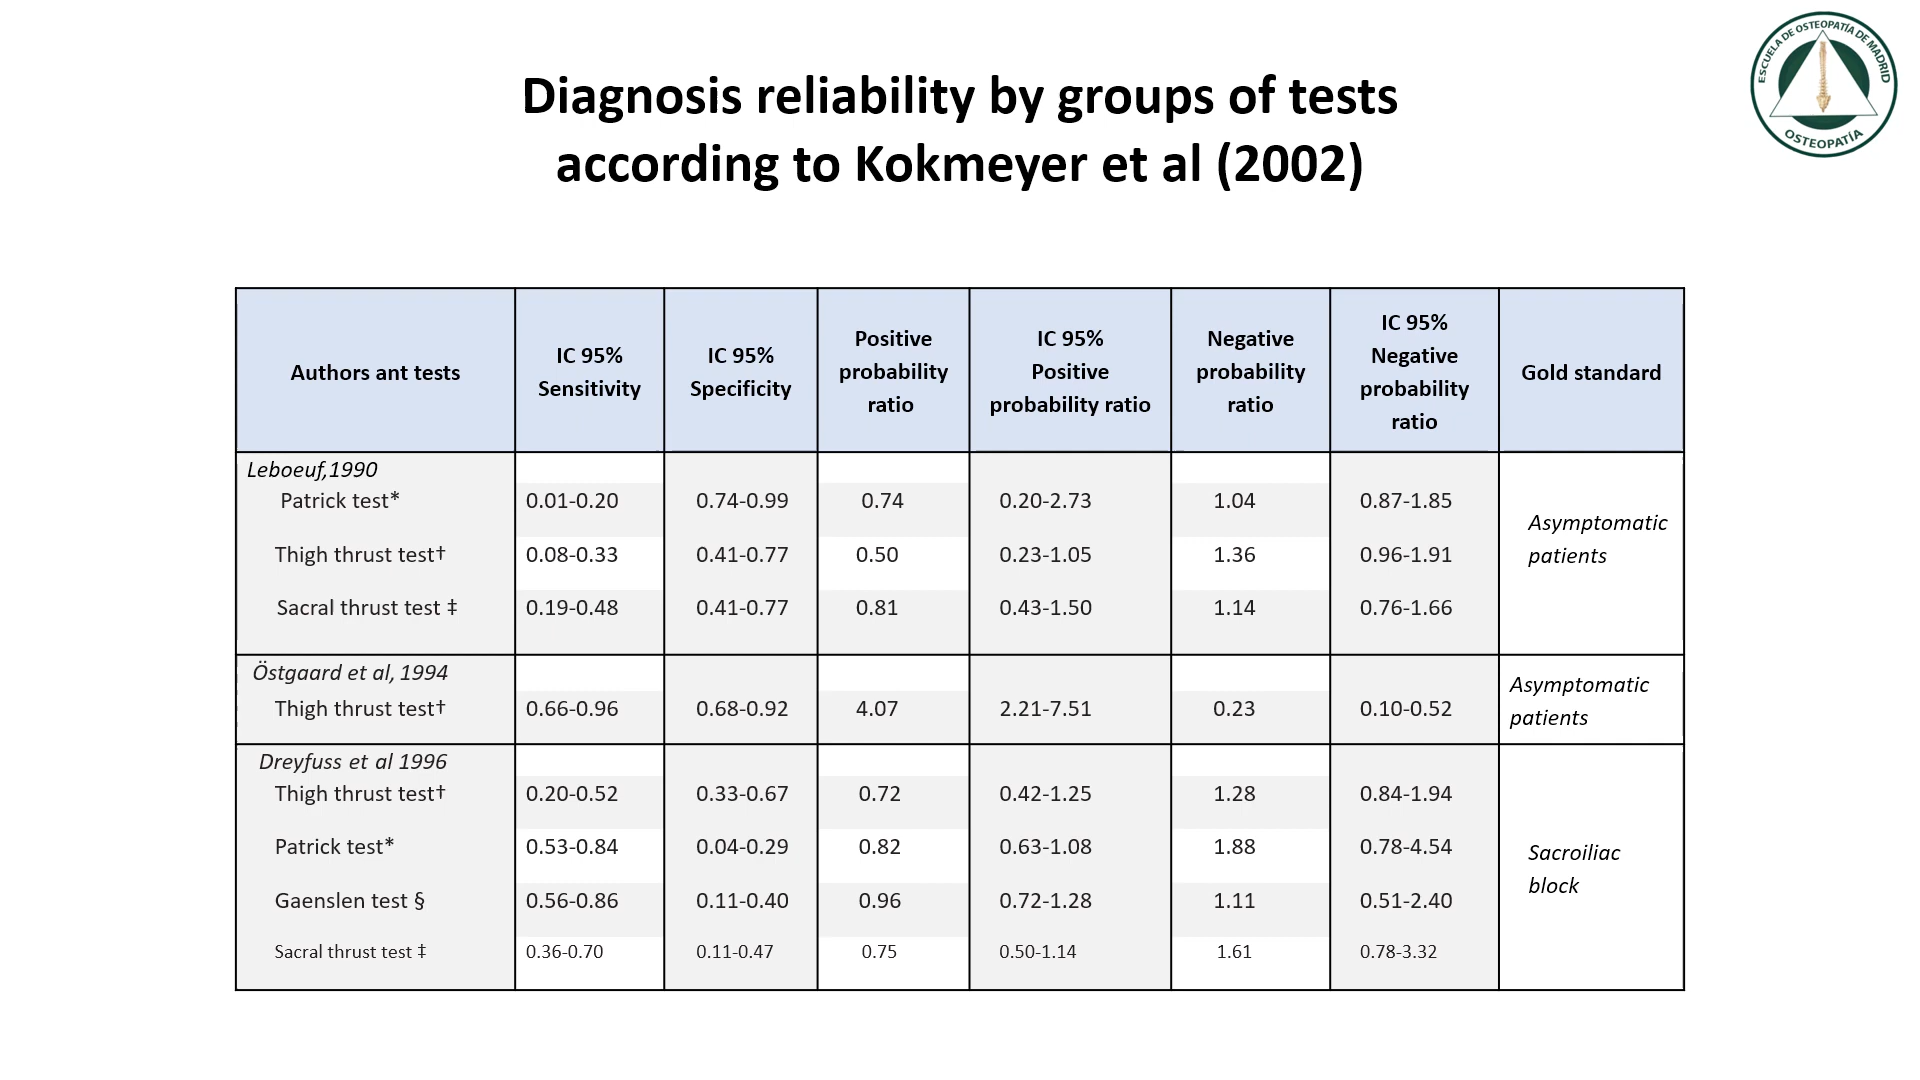 ESCUELA DE OSTEOPATÍA DE MADRID
OSTEOPATÍA
Diagnosis reliability by groups of tests
according to Kokmeyer et al (2002)
Authors ant tests
IC 95%
Sensitivity
IC 95%
Specificity
Positive
probability
ratio
IC 95%
Positive
probability ratio
Negative
probability
ratio
IC 95%
Negative
probability
ratio
Gold standard
Leboeuf,1990
Patrick test* 0.01-0.20 0.74-0.99 0.74 0.20-2.73 1.04 0.87-1.85
Thigh thrust test† 0.08-0.33 0.41-0.77 0.50 0.23-1.05 1.36 0.96-1.91
Sacral thrust test ‡ 0.19-0.48 0.41-0.77 0.81 0.43-1.50 1.14 0.76-1.66
Asymptomatic
patients
Östgaard et al, 1994
Thigh thrust test† 0.66-0.96 0.68-0.92 4.07 2.21-7.51 0.23 0.10-0.52
Asymptomatic
patients
Dreyfuss et al 1996
Thigh thrust test† 0.20-0.52 0.33-0.67 0.72 0.42-1.25 1.28 0.84-1.94
Patrick test* 0.53-0.84 0.04-0.29 0.82 0.63-1.08 1.88 0.78-4.54
Gaenslen test § 0.56-0.86 0.11-0.40 0.96 0.72-1.28 1.11 0.51-2.40
Sacral thrust test ‡ 0.36-0.70 0.11-0.47 0.75 0.50-1.14 1.61 0.78-3.32
Sacroiliac
block